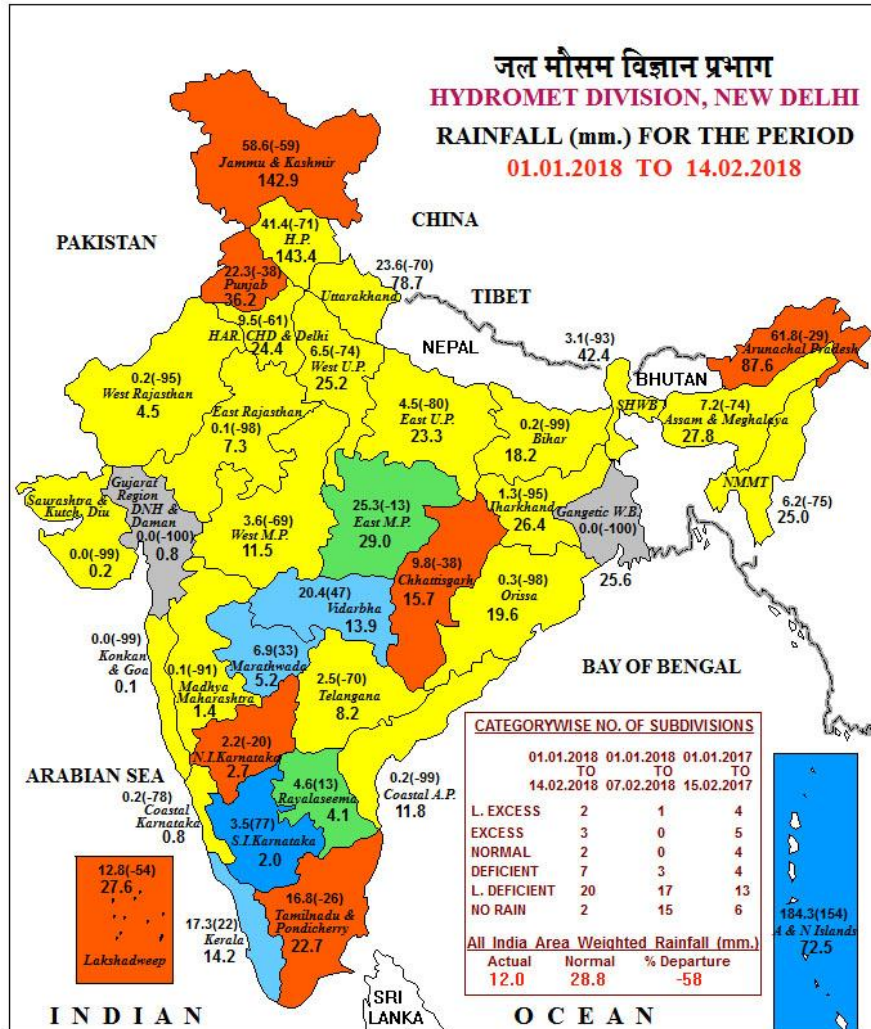 जल मौसम विज्ञान प्रभाग
HYDROMET DIVISION, NEW DELHI
RAINFALL (mm.) FOR THE PERIOD
01.01.2018 TO 14.02.2018
58.6(-59)
Jammu & Kashmir
142.9
CHINA
PAKISTAN
41.4(-71)
H.P.
143.4
22.3(-38)
Punjab
36.2
23.6(-70)
78.7
Uttarakhand
TIBET
9.5(-61)
HAR. CHD & Delhi
24.4
6.5(-74)
West U.P.
25.2
NEPAL
3.1(-93)
42.4
SHWB
BHUTAN
61.8(-29)
Arunachal Pradesh
87.6
0.2(-95)
West Rajasthan
4.5
East Rajasthan
0.1(-98)
7.3
4.5(-80)
East U.P.
23.3
0.2(-99)
Bihar
18.2
7.2(-74)
Assam & Meghalaya
27.8
NMMT
6.2(-75)
25.0
Saurashtra &
Kutch, Diu
0.0(-99)
0.2
Gujarat
Region
DNH &
Daman
0.0(-100)
0.8
3.6(-69)
West M.P.
11.5
25.3(-13)
East M.P.
29.0
1.3(-95)
Jharkhand
26.4
Gangetic W.B.
0.0(-100)
25.6
9.8(-38)
Chhattisgarh
15.7
0.3(-98)
Orissa
19.6
20.4(47)
Vidarbha
13.9
0.0(-99)
Konkan
& Goa
0.1
0.1(-91)
Madhya
Maharashtra
1.4
6.9(33)
Marathwada
5.2
2.5(-70)
Telangana
8.2
BAY OF BENGAL
ARABIAN SEA
2.2(-20)
N.I.Karnataka
2.7
4.6(13)
Rayalaseema
4.1
0.2(-99)
Coastal A.P.
11.8
0.2(-78)
Coastal
Karnataka
0.8
3.5(77)
S.I.Karnataka
2.0
12.8(-54)
27.6
Lakshadweep
17.3(22)
Kerala
14.2
16.8(-26)
Tamilnadu &
Pondicherry
22.7
184.3(154)
A & N Islands
72.5
CATEGORYWISE NO. OF SUBDIVISIONS
01.01.2018 01.01.2018 01.01.2017
TO TO TO
14.02.2018 07.02.2018 15.02.2017
L. EXCESS 2 1 4
EXCESS 3 0 5
NORMAL 2 0 4
DEFICIENT 7 3 4
L. DEFICIENT 20 17 13
NO RAIN 2 15 6
All India Area Weighted Rainfall (mm.)
Actual Normal % Departure
12.0 28.8 -58
SRI
LANKA
INDIAN OCEAN